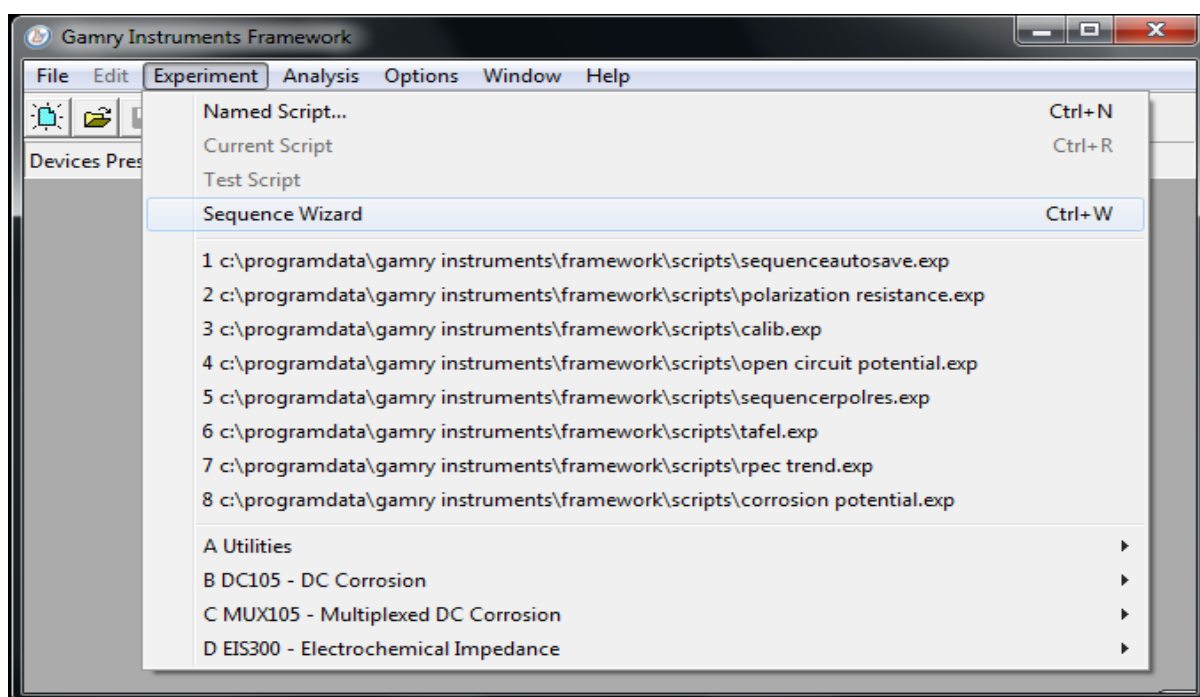 Gamry Instruments Framework
File Edit Experiment Analysis Options Window Help
Named Script... Ctrl+N
Devices Pres
Current Script Ctrl+R
Test Script
Sequence Wizard Ctrl+W
1 c:\programdata\gamry instruments\framework\scripts\sequenceautosave.exp
2 c:\programdata\gamry instruments\framework\scripts\polarization resistance.exp
3 c:\programdata\gamry instruments\framework\scripts\calib.exp
4 c:\programdata\gamry instruments\framework\scripts\open circuit potential.exp
5 c:\programdata\gamry instruments\framework\scripts\sequencerpolres.exp
6 c:\programdata\gamry instruments\framework\scripts\tafel.exp
7 c:\programdata\gamry instruments\framework\scripts\rpec trend.exp
8 c:\programdata\gamry instruments\framework\scripts\corrosion potential.exp
A Utilities
B DC105 - DC Corrosion
C MUX105 - Multiplexed DC Corrosion
D EIS300 - Electrochemical Impedance